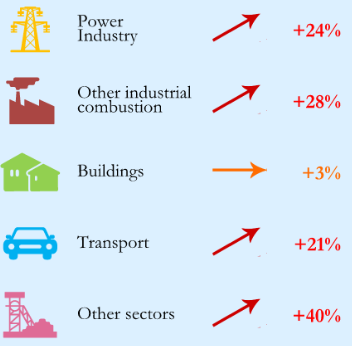 Power
Industry
+24%
Other industrial
combustion
+28%
Buildings
+3%
Transport
+21%
Other sectors
+40%